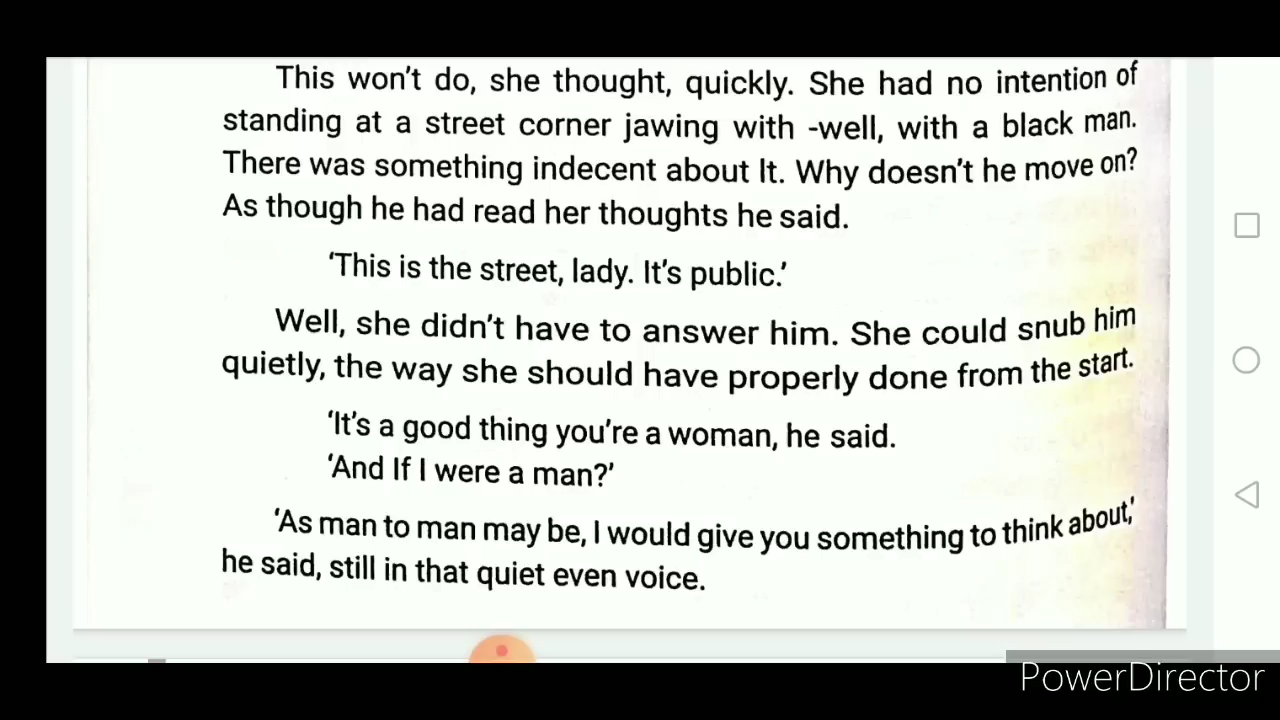 This won't do, she thought, quickly. She had no intention of
standing at a street corner jawing with -well, with a black man.
There was something indecent about It. Why doesn't he move on?
As though he had read her thoughts he said.
‘This is the street, lady. It's public.’
Well, she didn't have to answer him. She could snub him
quietly, the way she should have properly done from the start.
‘It's a good thing you're a woman, he said.
‘And If I were a man?’
‘As man to man may be, I would give you something to think about,’
he said, still in that quiet even voice.
PowerDirector